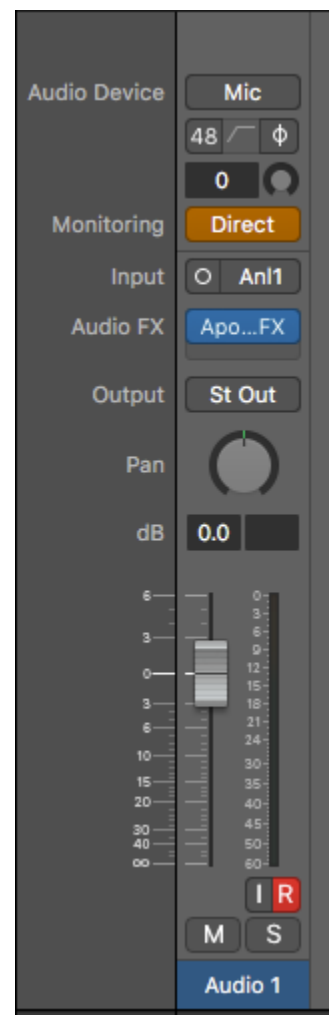 Audio Device Mic
48 ϕ
0
Monitoring Direct
Input Anl1
Audio FX Apo...FX
Output St Out
Pan
dB 0.0
6 0
3
3 6
9
0 12
15
3 18
21
6 24
10 30
15 35
20 40
30 45
40 50
∞ 60
I R
M S
Audio 1